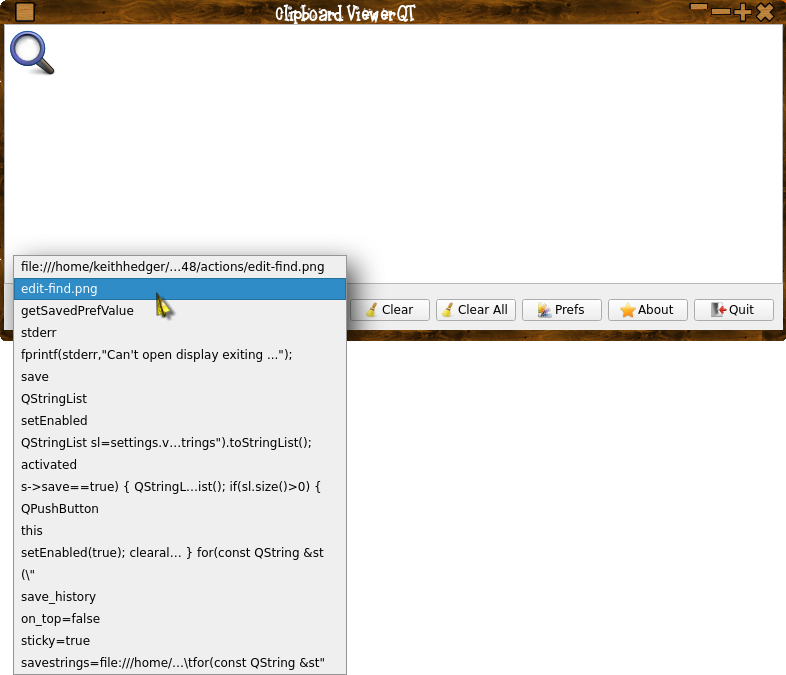 Clipboard ViewerQT
file:///home/keithhedger/...48/actions/edit-find.png
edit-find.png
getSavedPrefValue
Clear
Clear All
Prefs
About
Quit
stderr
fprintf(stderr,"Can't open display exiting ...");
save
QStringList
setEnabled
QStringList sl=settings.v...trings").toStringList();
activated
s->save==true) { QStringL...ist(); if(sl.size()>0) {
QPushButton
this
setEnabled(true); clearal... } for(const QString &st
(\"
save_history
on_top=false
sticky=true
savestrings=file:///home/...\tfor(const QString &st"